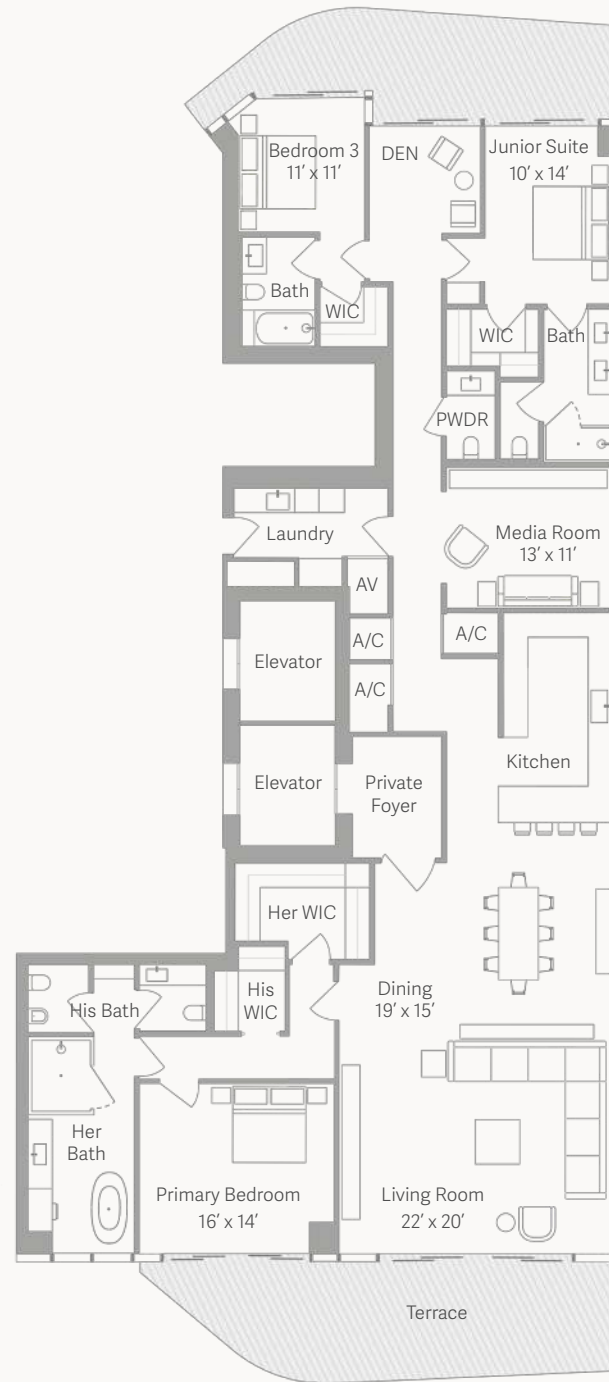 Bedroom 3
11’ x 11’
DEN
Junior Suite
10’ x 14’
Bath
WIC
WIC
Bath
PWDR
Laundry
Media Room
13’ x 11’
AV
A/C
A/C
A/C
Elevator
Elevator
Private
Foyer
Kitchen
Her WIC
His
WIC
Dining
19’ x 15’
His Bath
Her
Bath
Primary Bedroom
16’ x 14’
Living Room
22’ x 20’
Terrace